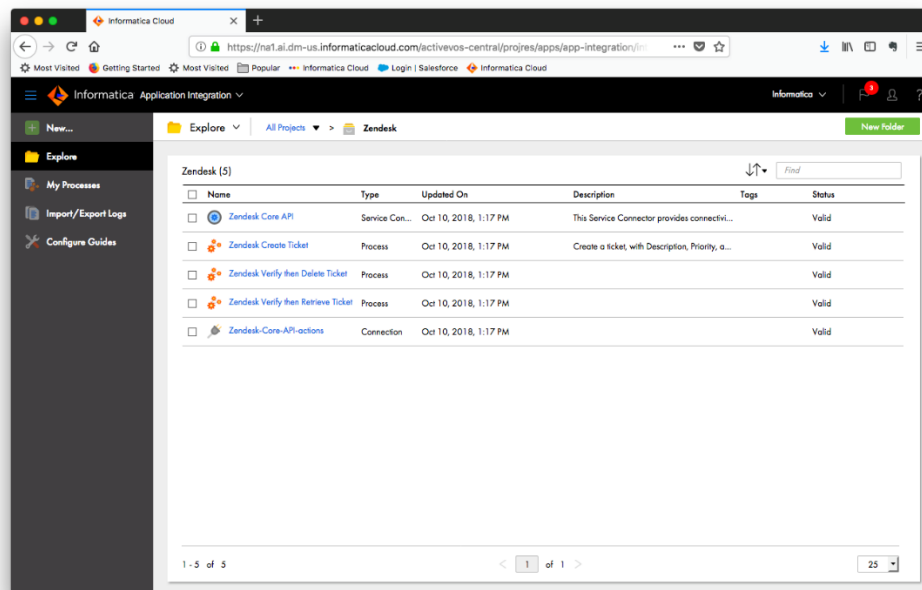 Informatica Cloud
https://na1.ai.dm-us.informaticacloud.com/activevos-central/projres/apps/app-integration/
Most Visited Getting Started Most Visited Popular Informatica Cloud Login | Salesforce Informatica Cloud
Informatica Application Integration Informatica 3 ?
New... Explore All Projects > Zendesk New Folder
Explore
Zendesk (5) Find
My Processes
Name Type Updated On Description Tags Status
Import/Export Logs
Zendesk Core API Service Con... Oct 10, 2018, 1:17 PM This Service Connector provides connectivi... Valid
Configure Guides
Zendesk Create Ticket Process Oct 10, 2018, 1:17 PM Create a ticket, with Description, Priority, a... Valid
Zendesk Verify then Delete Ticket Process Oct 10, 2018, 1:17 PM Valid
Zendesk Verify then Retrieve Ticket Process Oct 10, 2018, 1:17 PM Valid
Zendesk-Core-API-actions Connection Oct 10, 2018, 1:17 PM Valid
1 - 5 of 5 < 1 of 1 > 25